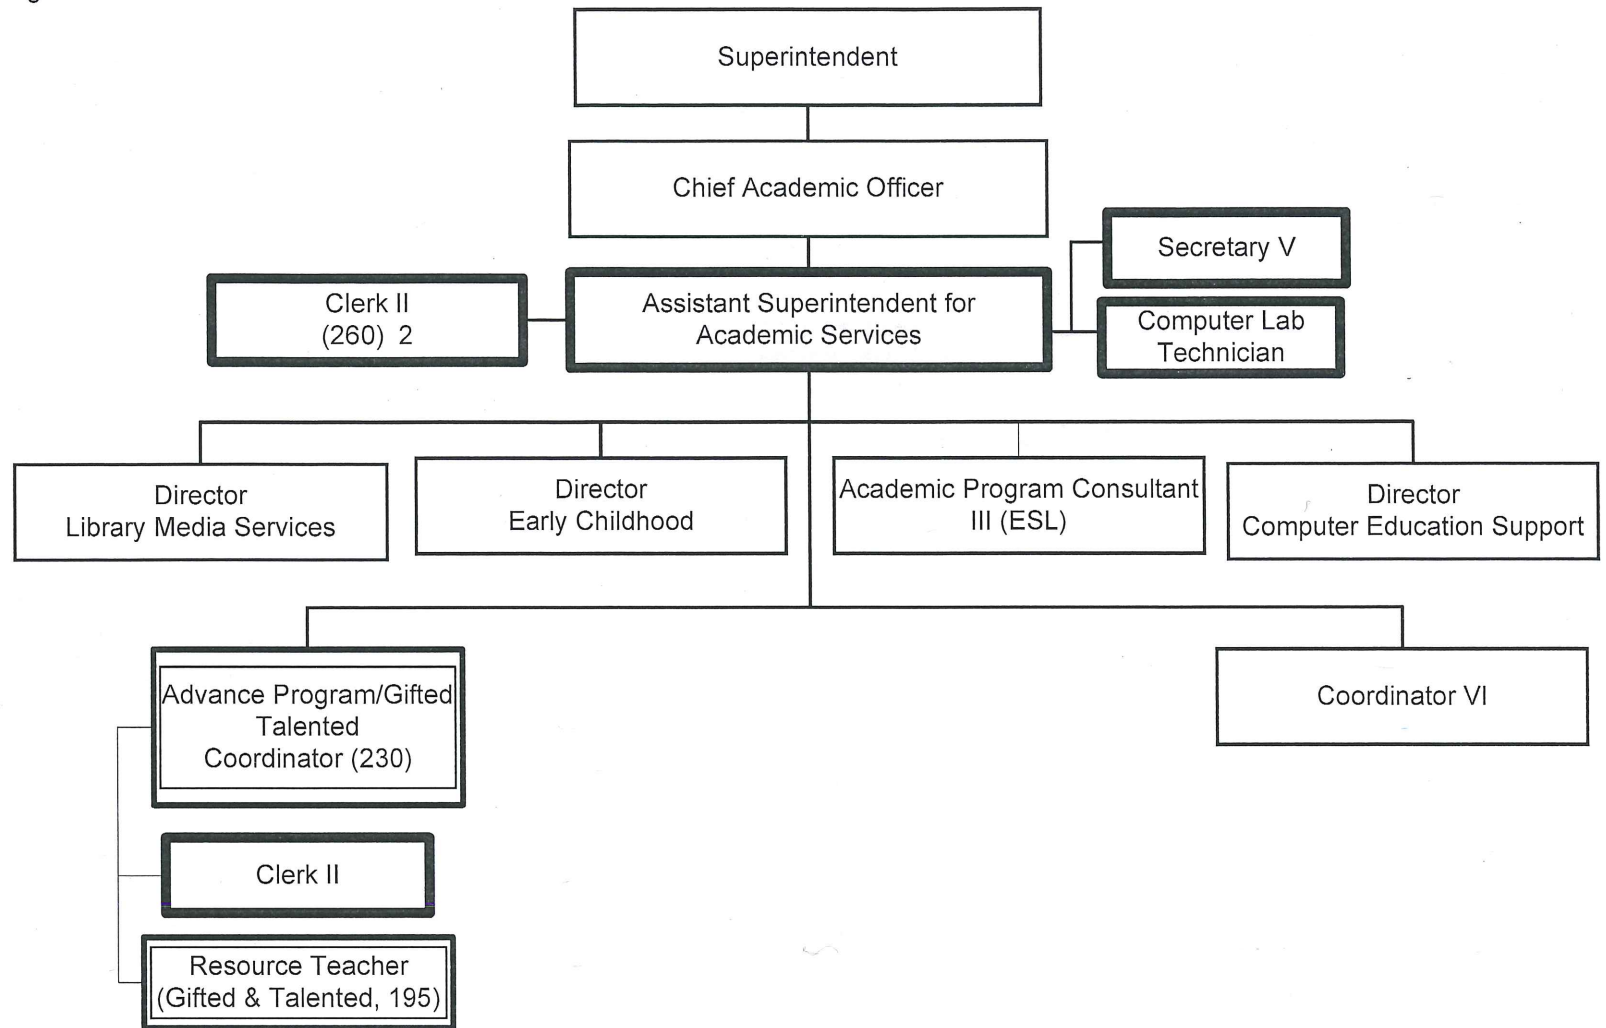 Superintendent
Chief Academic Officer
Secretary V
Clerk II
(260) 2
Assistant Superintendent for
Academic Services
Computer Lab
Technician
Director
Library Media Services
Director
Early Childhood
Academic Program Consultant
III (ESL)
Director
Computer Education Support
Advance Program/Gifted
Talented
Coordinator (230)
Coordinator VI
Clerk II
Resource Teacher
(Gifted & Talented, 195)